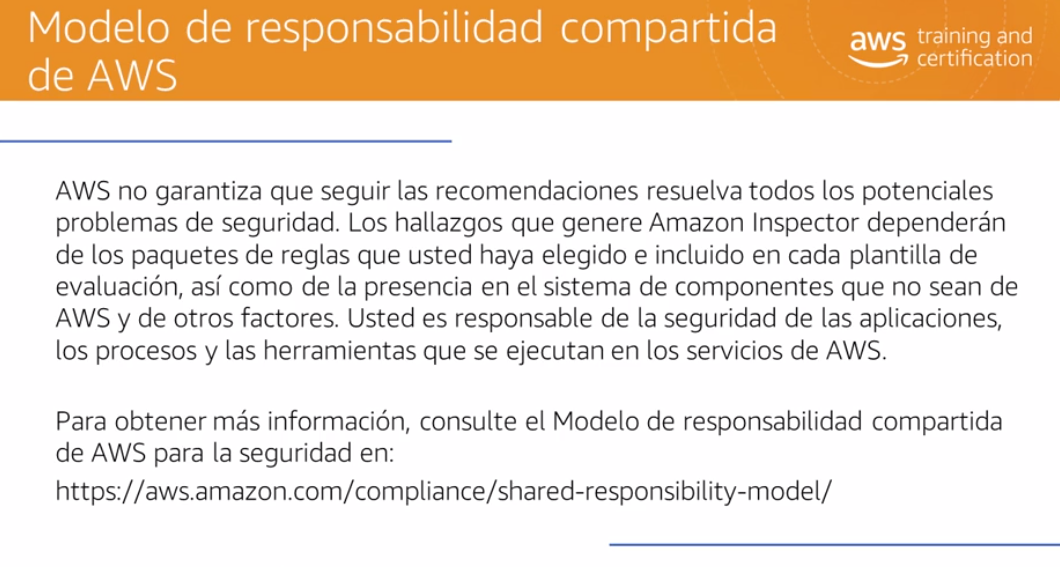 Modelo de responsabilidad compartida
de AWS
aws training and
certification
AWS no garantiza que seguir las recomendaciones resuelva todos los potenciales
problemas de seguridad. Los hallazgos que genere Amazon Inspector dependerán
de los paquetes de reglas que usted haya elegido e incluido en cada plantilla de
evaluación, así como de la presencia en el sistema de componentes que no sean de
AWS y de otros factores. Usted es responsable de la seguridad de las aplicaciones,
los procesos y las herramientas que se ejecutan en los servicios de AWS.
Para obtener más información, consulte el Modelo de responsabilidad compartida
de AWS para la seguridad en:
https://aws.amazon.com/compliance/shared-responsibility-model/